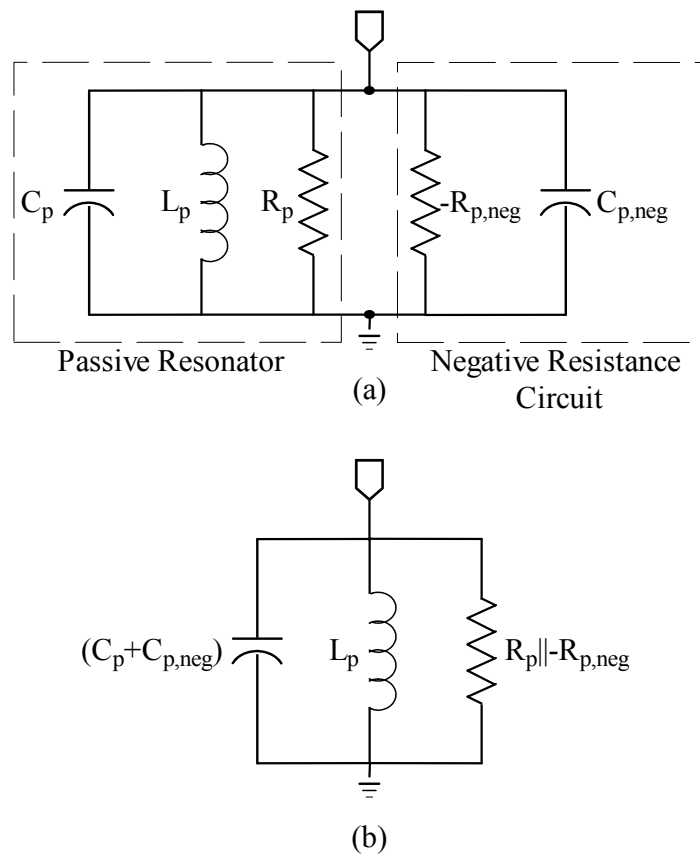 Cp Lp Rp -Rp,neg Cp,neg
Passive Resonator
Negative Resistance
Circuit
(a)
(Cp+Cp,neg) Lp Rp||-Rp,neg
(b)